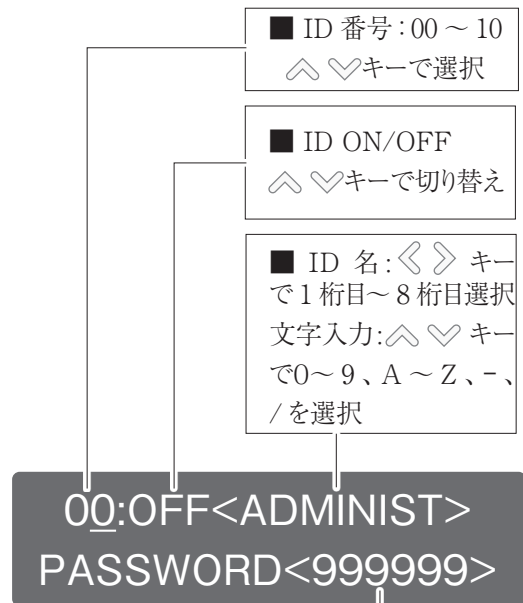 ■ ID 番号:00 ~ 10
︿ ﹀キーで選択
■ ID ON/OFF
︿ ﹀キーで切り替え
■ ID 名:《 》 キー
で1桁目~8桁目選択
文字入力:︿ ﹀ キー
で0~9、A~Z、-、
/を選択
00:OFF<ADMINIST>
PASSWORD<999999>